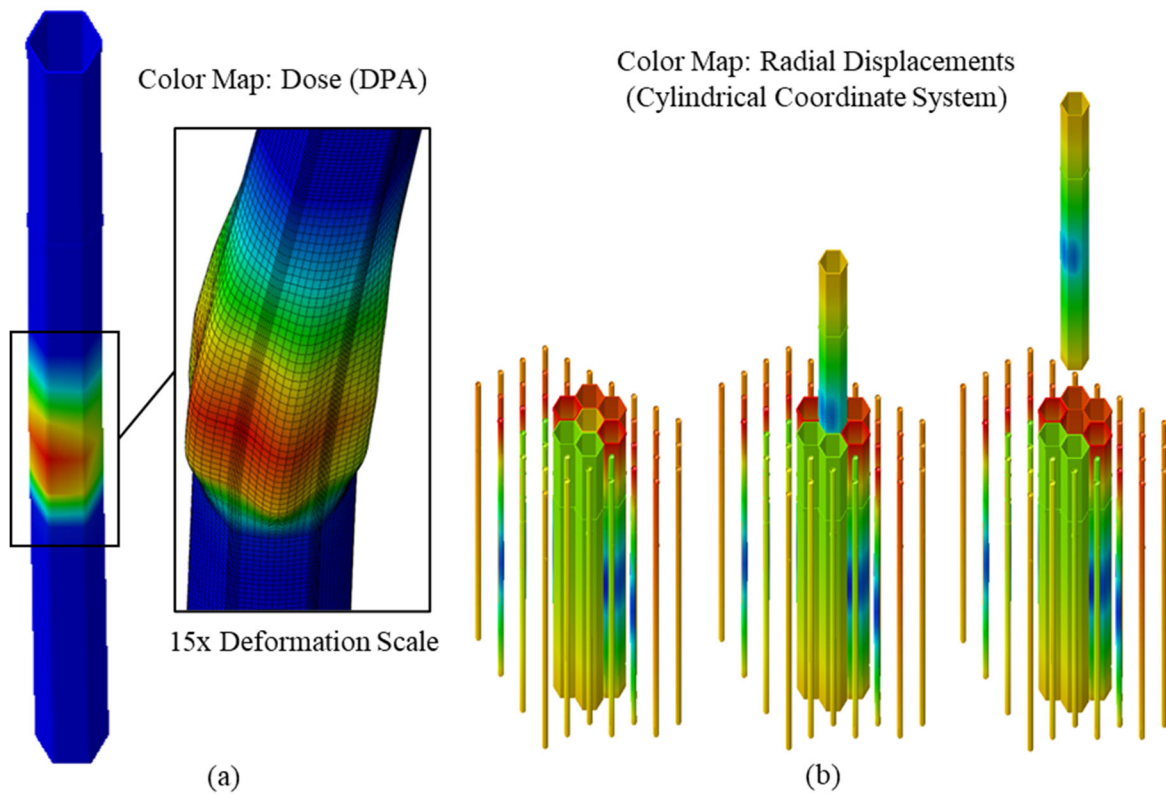 Color Map: Dose (DPA)
15x Deformation Scale
(a)
Color Map: Radial Displacements
(Cylindrical Coordinate System)
(b)